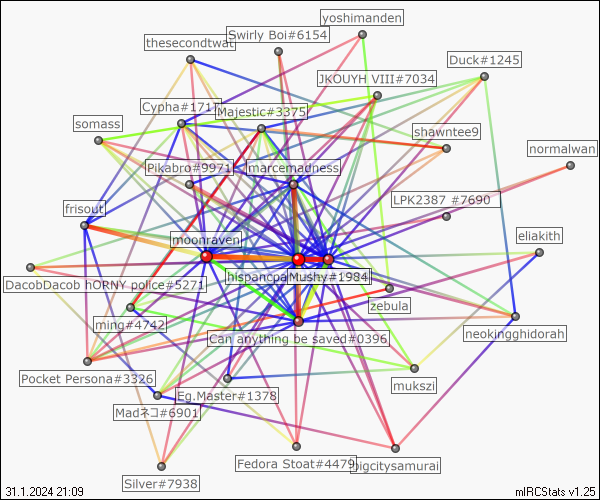 yoshimanden
Swirly Boi#6154
thesecondtwat
Duck#1245
JKOUYH VIII#7034
Cypha#1717
Majestic#3375
somass
shawntee9
normalwan
Pikabro#9971
marcemadness
LPK2387 #7690
frisout
moonraven
eliakith
DacobDacob hORNY police#5271
Mushy#1984
zebula
ming#4742
Can anything be saved#0396
neokingghidorah
Pocket Persona#3326
mukszi
Eg.Master#1378
Madネコ#6901
Fedora Stoat#4479
bigcitysamurai
Silver#7938
31.1.2024 21:09
mIRCStats v1.25